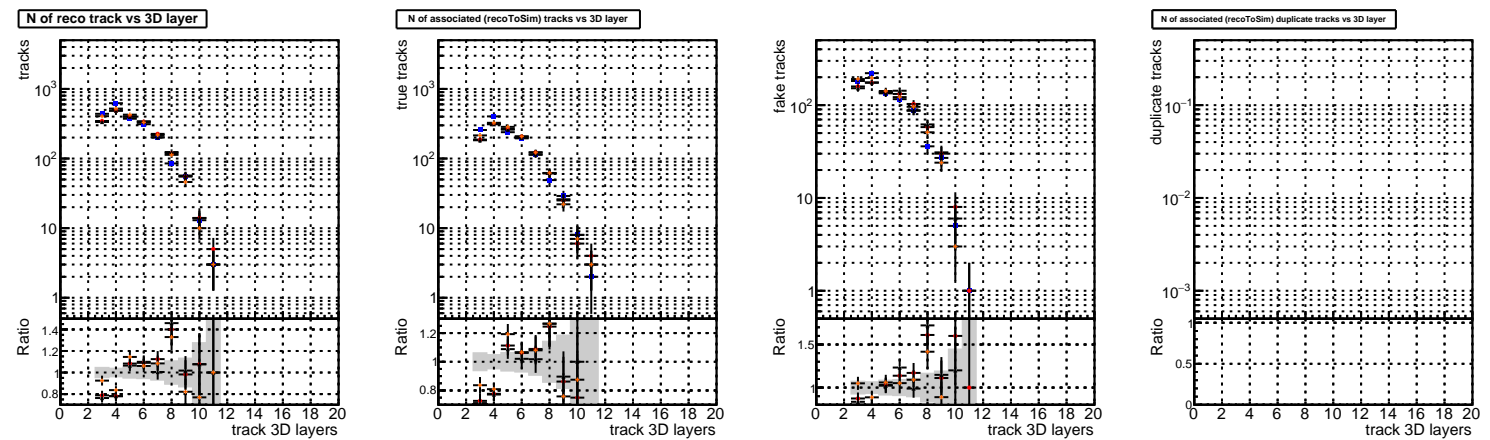 N of reco track vs 3D layer
tracks
10³
10²
10
1
Ratio
1.4
1.2
1
0.8
0 2 4 6 8 10 12 14 16 18 20
track 3D layers
N of associated (recoToSim) tracks vs 3D layer
true tracks
10³
10²
10
1
Ratio
1.2
1
0.8
0 2 4 6 8 10 12 14 16 18 20
track 3D layers
fake tracks
10²
10
1
Ratio
1.5
1
0 2 4 6 8 10 12 14 16 18 20
track 3D layers
N of associated (recoToSim) duplicate tracks vs 3D layer
duplicate tracks
10⁻¹
10⁻²
10⁻³
Ratio
1
0.5
0
0 2 4 6 8 10 12 14 16 18 20
track 3D layers